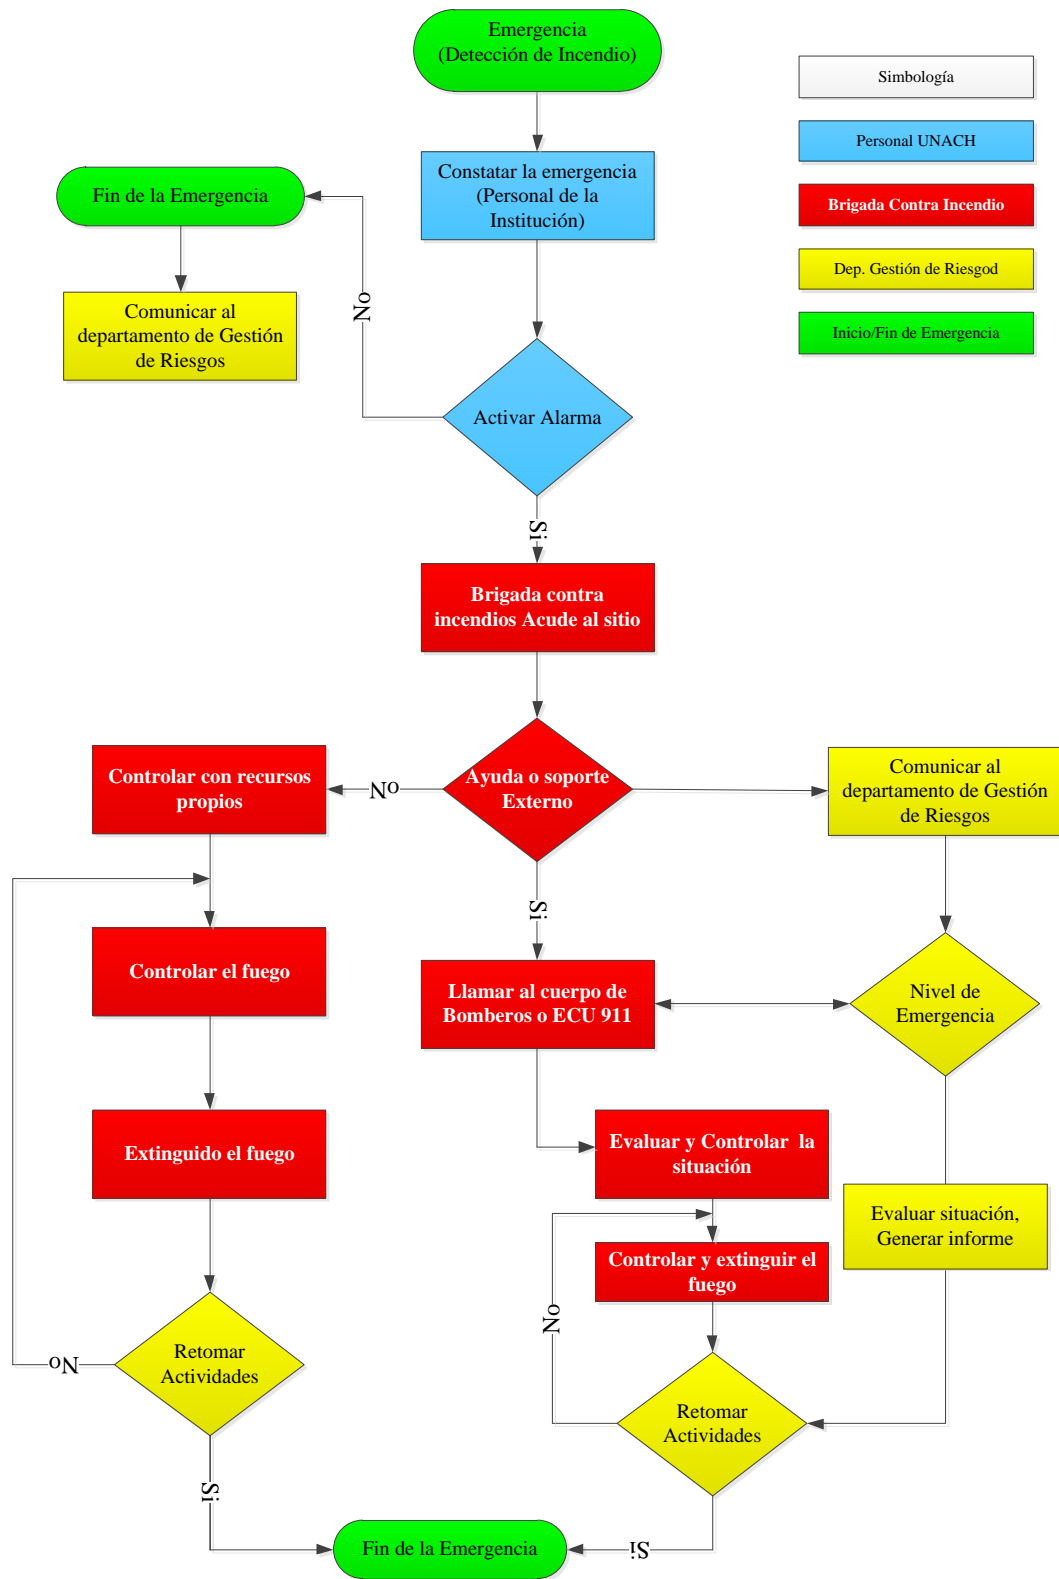 Emergencia
(Detección de Incendio)
Simbología
Personal UNACH
Brigada Contra Incendio
Dep. Gestión de Riesgod
Inicio/Fin de Emergencia
Constatar la emergencia
(Personal de la
Institución)
Fin de la Emergencia
No
Comunicar al
departamento de Gestión
de Riesgos
Activar Alarma
Si
Brigada contra
incendios Acude al sitio
Controlar con recursos
propios
No
Ayuda o soporte
Externo
Comunicar al
departamento de Gestión
de Riesgos
Si
Controlar el fuego
Llamar al cuerpo de
Bomberos o ECU 911
Nivel de
Emergencia
Extinguido el fuego
Evaluar y Controlar la
situación
Evaluar situación,
Generar informe
Controlar y extinguir el
fuego
No
Retomar
Actividades
No
Retomar
Actividades
Si
Fin de la Emergencia
Si